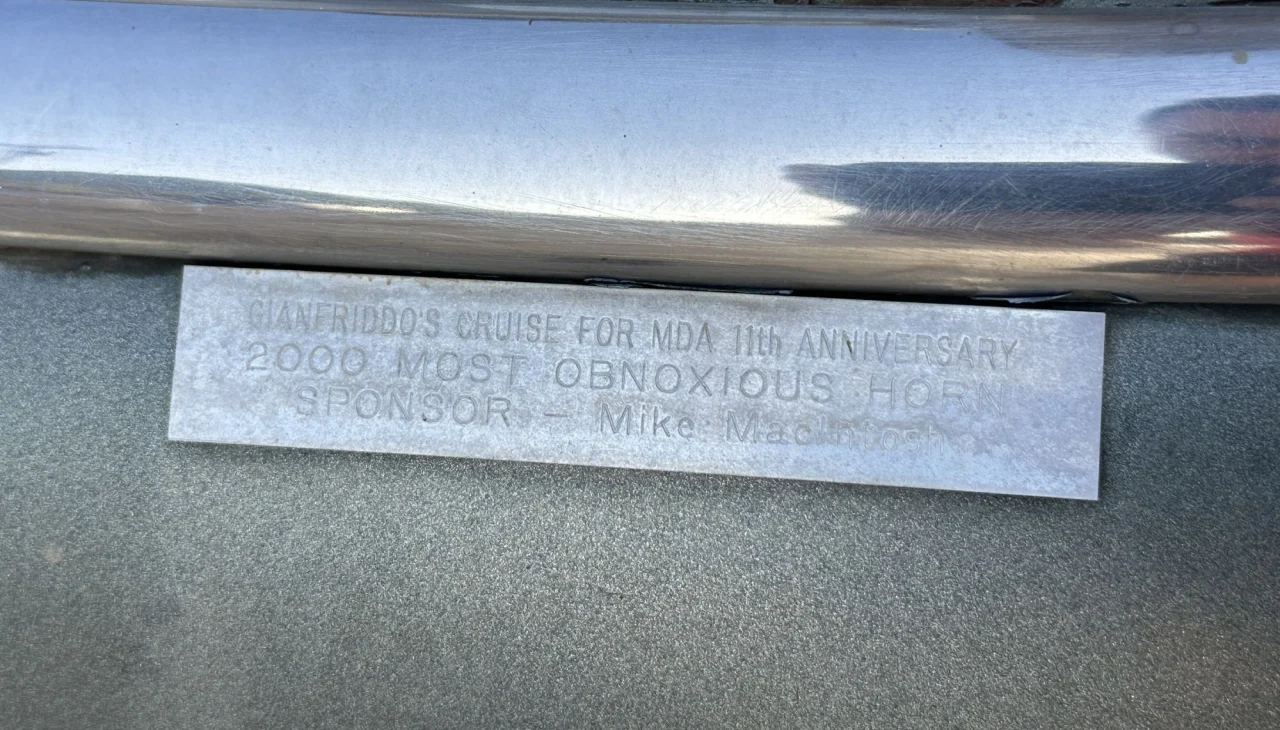 GIANFRIDDO'S CRUISE FOR MDA 11th ANNIVERSARY
2000 MOST OBNOXIOUS HORN
SPONSOR - Mike MacIntosh